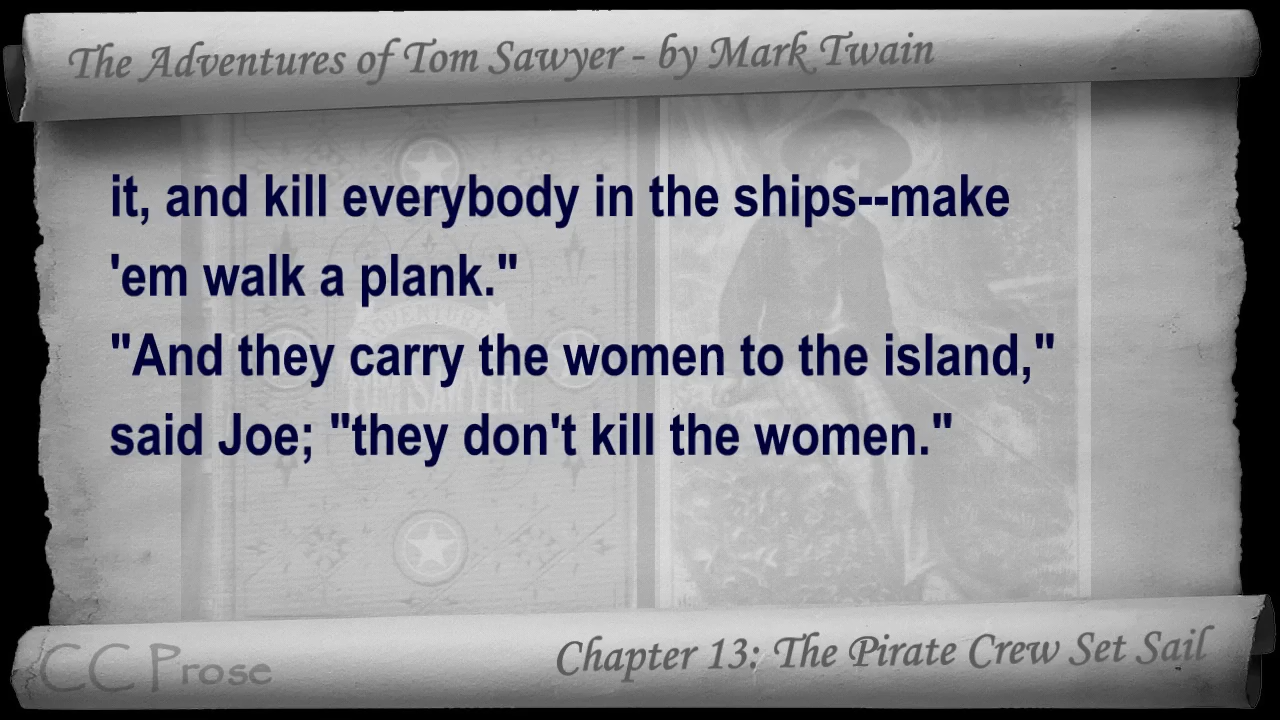 The Adventures of Tom Sawyer - by Mark Twain
it, and kill everybody in the ships--make
'em walk a plank."
"And they carry the women to the island,"
said Joe; "they don't kill the women."
CC Prose
Chapter 13: The Pirate Crew Set Sail